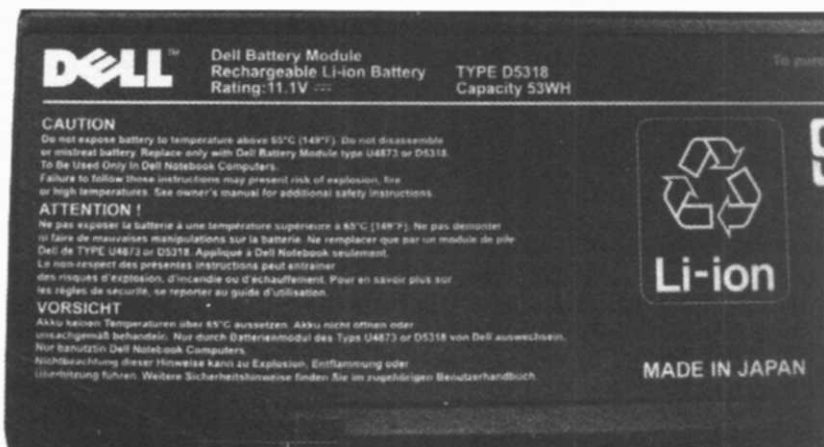 DELL™
Dell Battery Module
Rechargeable Li-ion Battery
Rating:11.1V ⎓
TYPE D5318
Capacity 53WH
CAUTION
Do not expose battery to temperature above 65°C (149°F). Do not disassemble
or mistreat battery. Replace only with Dell Battery Module type U4873 or D5318.
To Be Used Only In Dell Notebook Computers.
Failure to follow those instructions may present risk of explosion, fire
or high temperatures. See owner's manual for additional safety instructions.
ATTENTION !
Ne pas exposer la batterie à une température supérieure à 65°C (149°F). Ne pas démonter
ni faire de mauvaises manipulations sur la batterie. Ne remplacer que par un module de pile
Dell de TYPE U4873 or D5318. Appliqué à Dell Notebook seulement.
Le non-respect des presentes instructions peut entrainer
des risques d'explosion, d'incendie ou d'échauffement. Pour en savoir plus sur
les règles de sécurité, se reporter au guide d'utilisation.
VORSICHT
Akku keinen Temperaturen über 65°C aussetzen. Akku nicht öffnen oder
unsachgemäß behandeln. Nur durch Batterienmodul des Typs U4873 or D5318 von Dell auswechseln.
Nur banutztin Dell Notebook Computers.
Nichtbeachtung dieser Hinweise kann zu Explosion, Entflammung oder
Überhitzung führen. Weitere Sicherheitshinweise finden Sie im zugehörigen Benutzerhandbuch.
Li-ion
MADE IN JAPAN
To